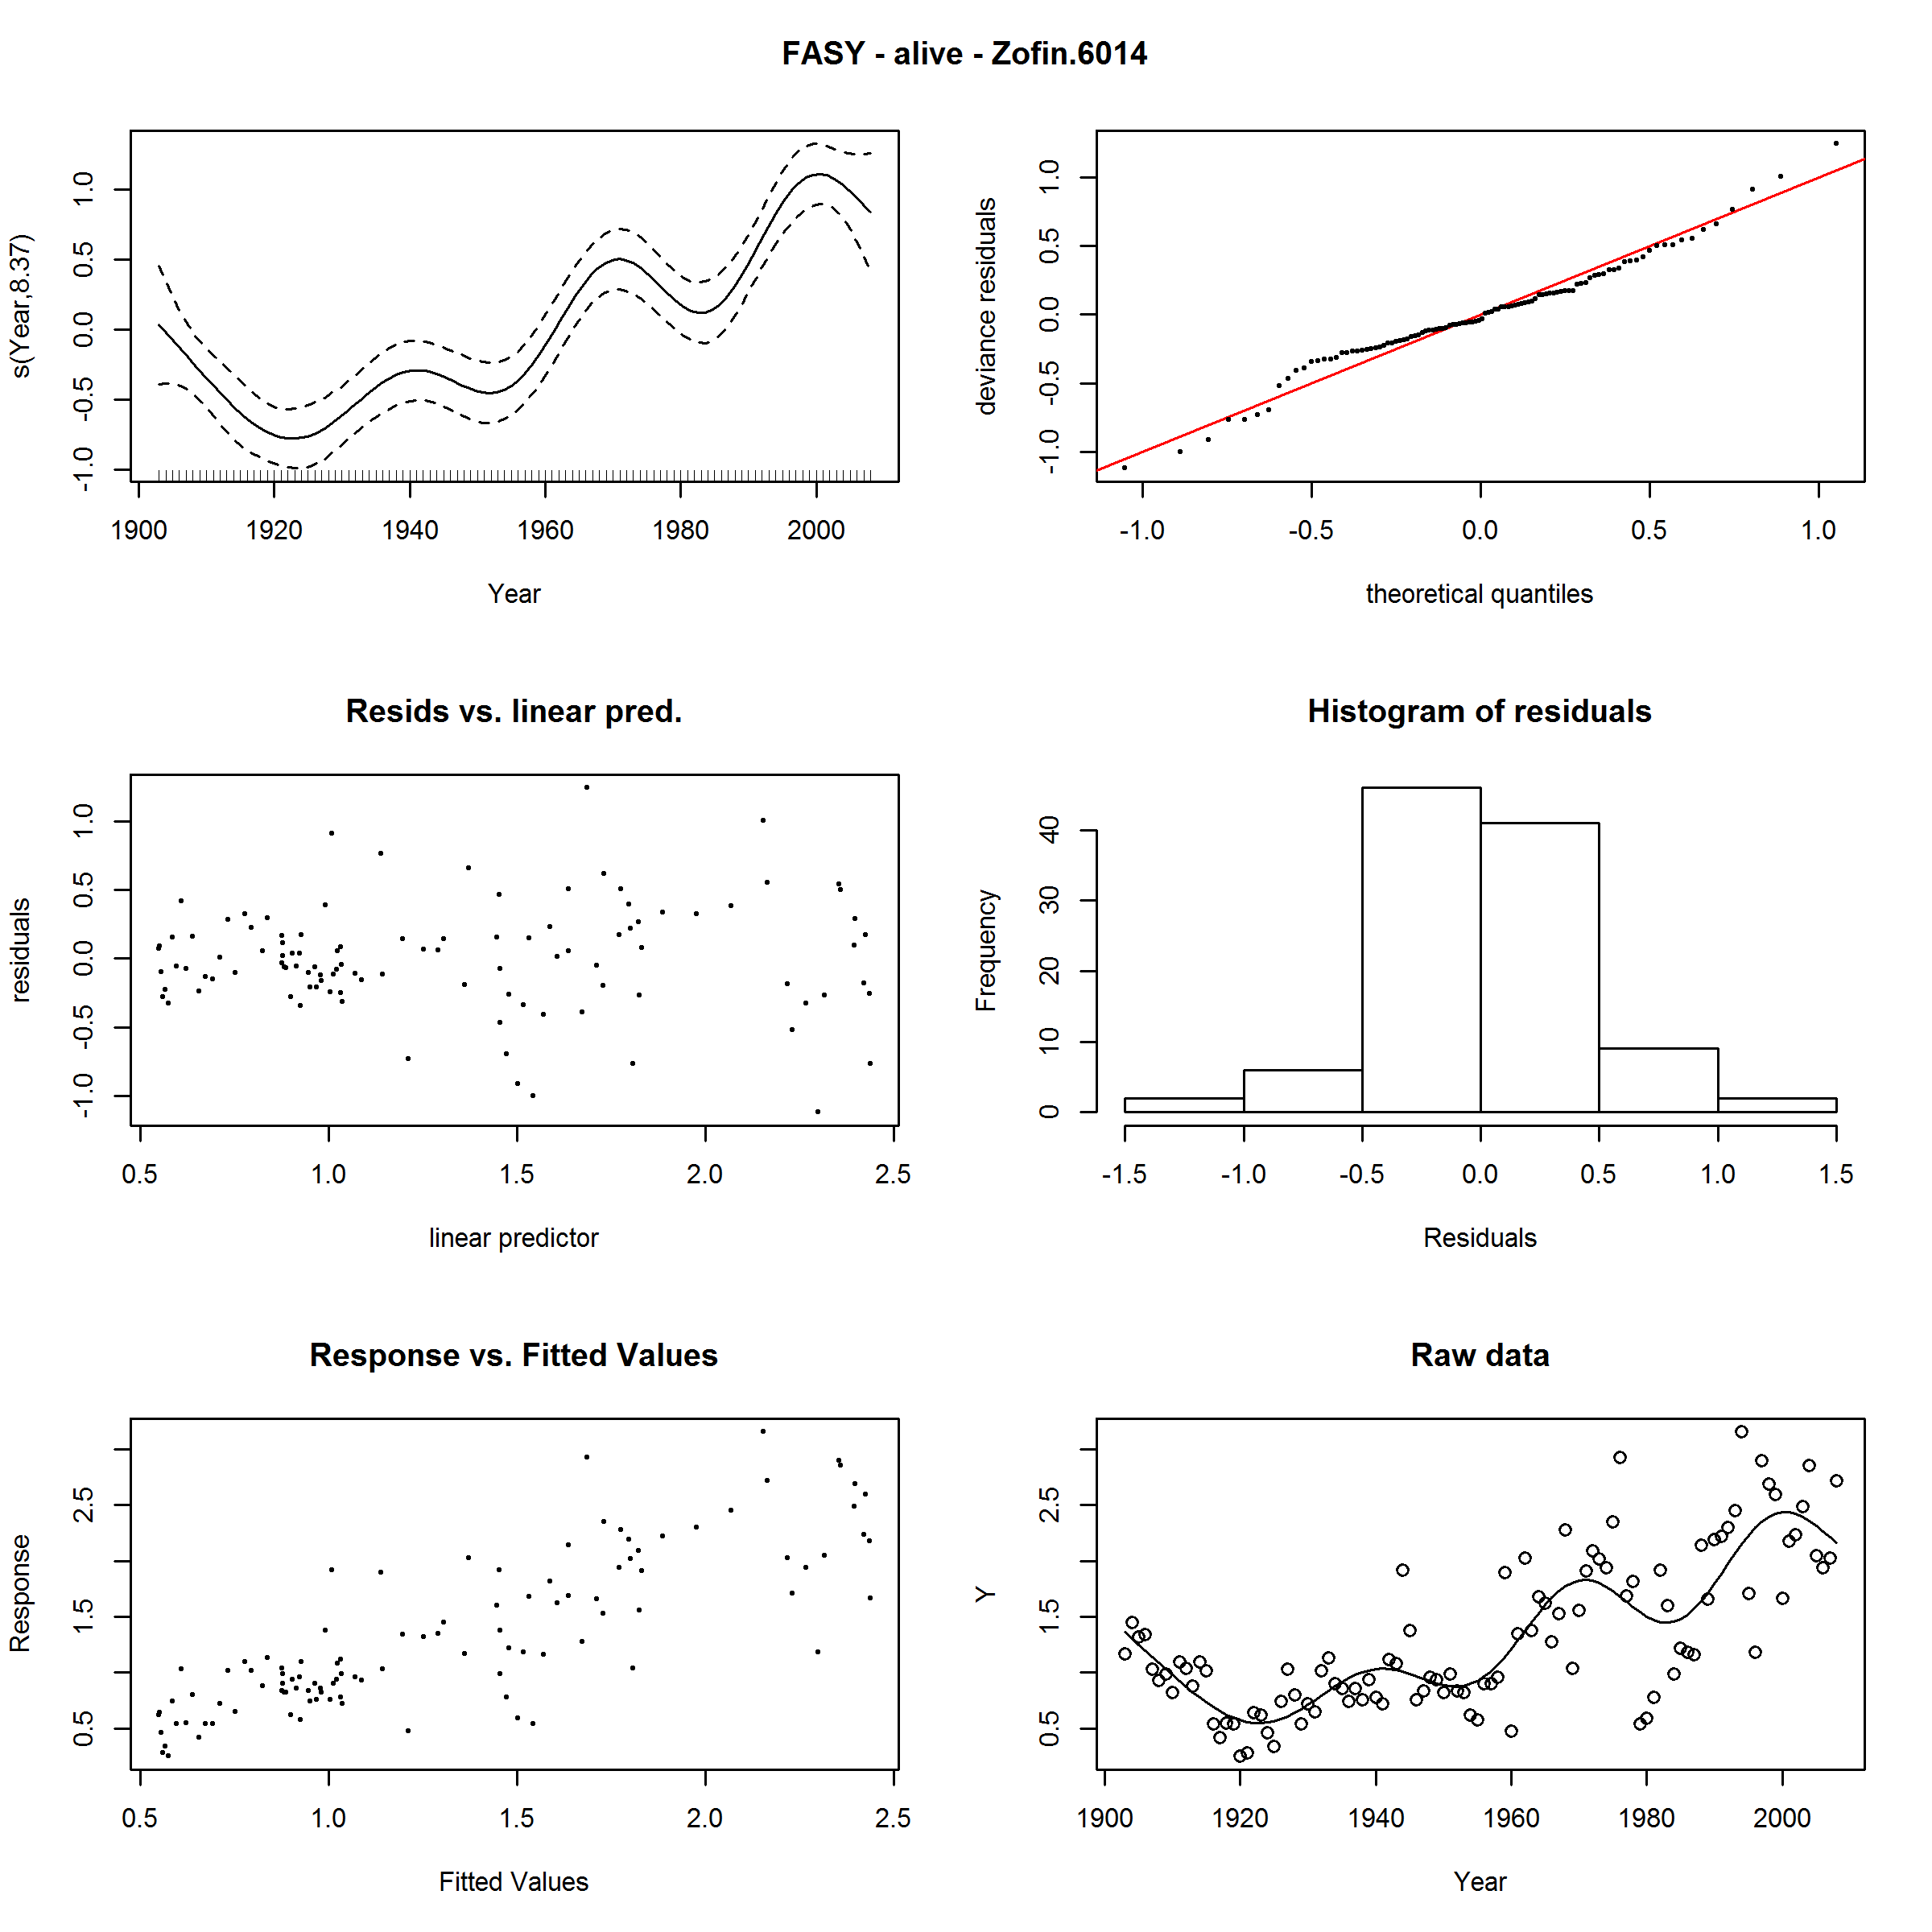 FASY - alive - Zofin.6014
s(Year,8.37)
1.0
0.5
0.0
-0.5
-1.0
1900 1920 1940 1960 1980 2000
Year
deviance residuals
1.0
0.5
0.0
-0.5
-1.0
-1.0 -0.5 0.0 0.5 1.0
theoretical quantiles
Resids vs. linear pred.
residuals
1.0
0.5
0.0
-0.5
-1.0
0.5 1.0 1.5 2.0 2.5
linear predictor
Histogram of residuals
Frequency
40
30
20
10
0
-1.5 -1.0 -0.5 0.0 0.5 1.0 1.5
Residuals
Response vs. Fitted Values
Response
2.5
1.5
0.5
0.5 1.0 1.5 2.0 2.5
Fitted Values
Raw data
Y
2.5
1.5
0.5
1900 1920 1940 1960 1980 2000
Year